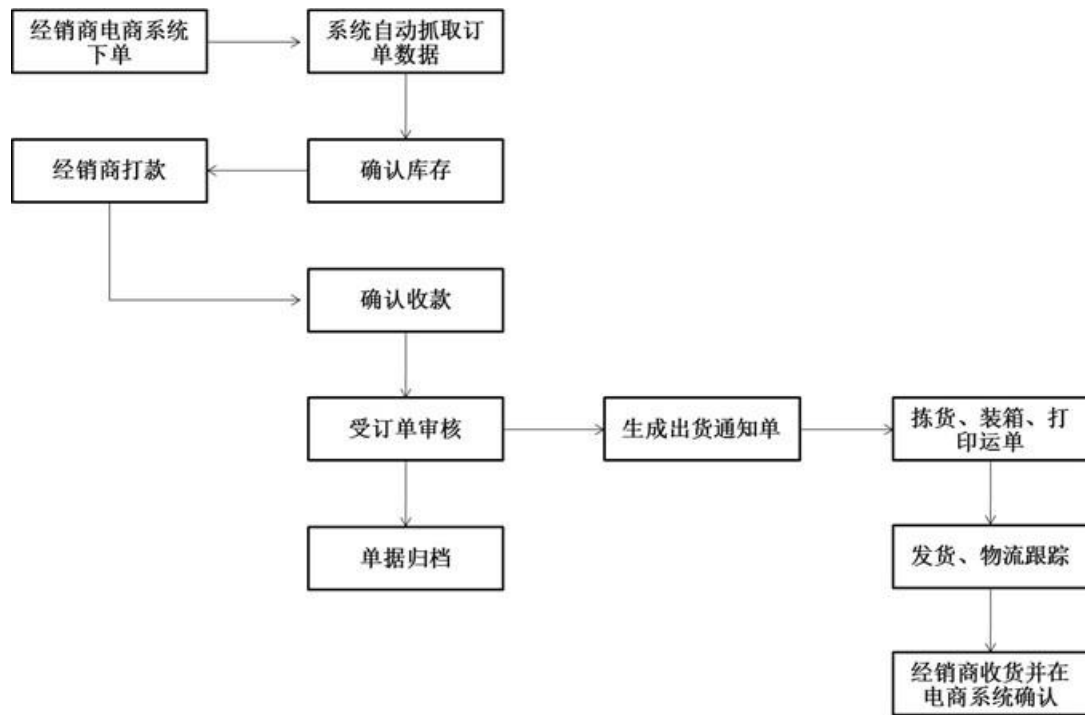 经销商电商系统
下单
系统自动抓取订
单数据
经销商打款
确认库存
确认收款
受订单审核
生成出货通知单
拣货、装箱、打
印运单
单据归档
发货、物流跟踪
经销商收货并在
电商系统确认